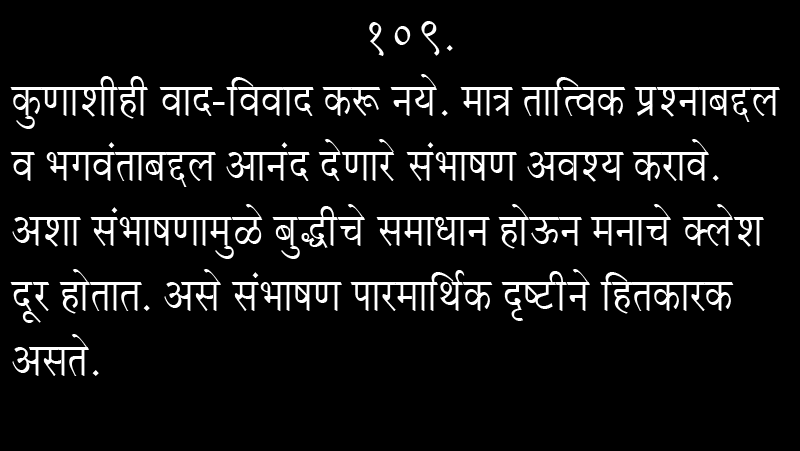 १०९.
कुणाशीही वाद-विवाद करू नये. मात्र तात्विक प्रश्नाबद्दल
व भगवंताबद्दल आनंद देणारे संभाषण अवश्य करावे.
अशा संभाषणामुळे बुद्धीचे समाधान होऊन मनाचे क्लेश
दूर होतात. असे संभाषण पारमार्थिक दृष्टीने हितकारक
असते.